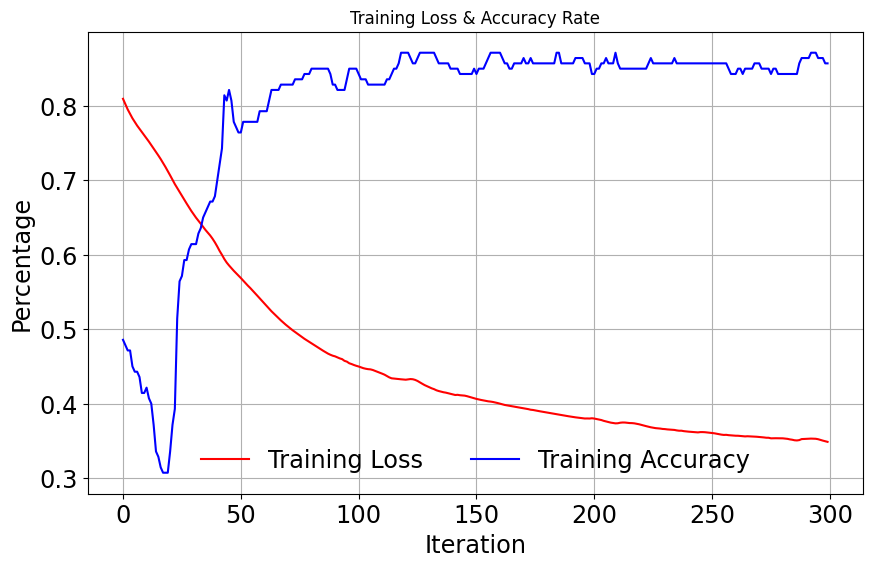 Training Loss & Accuracy Rate
Percentage
0.8
0.7
0.6
0.5
0.4
0.3
Training Loss Training Accuracy
0 50 100 150 200 250 300
Iteration